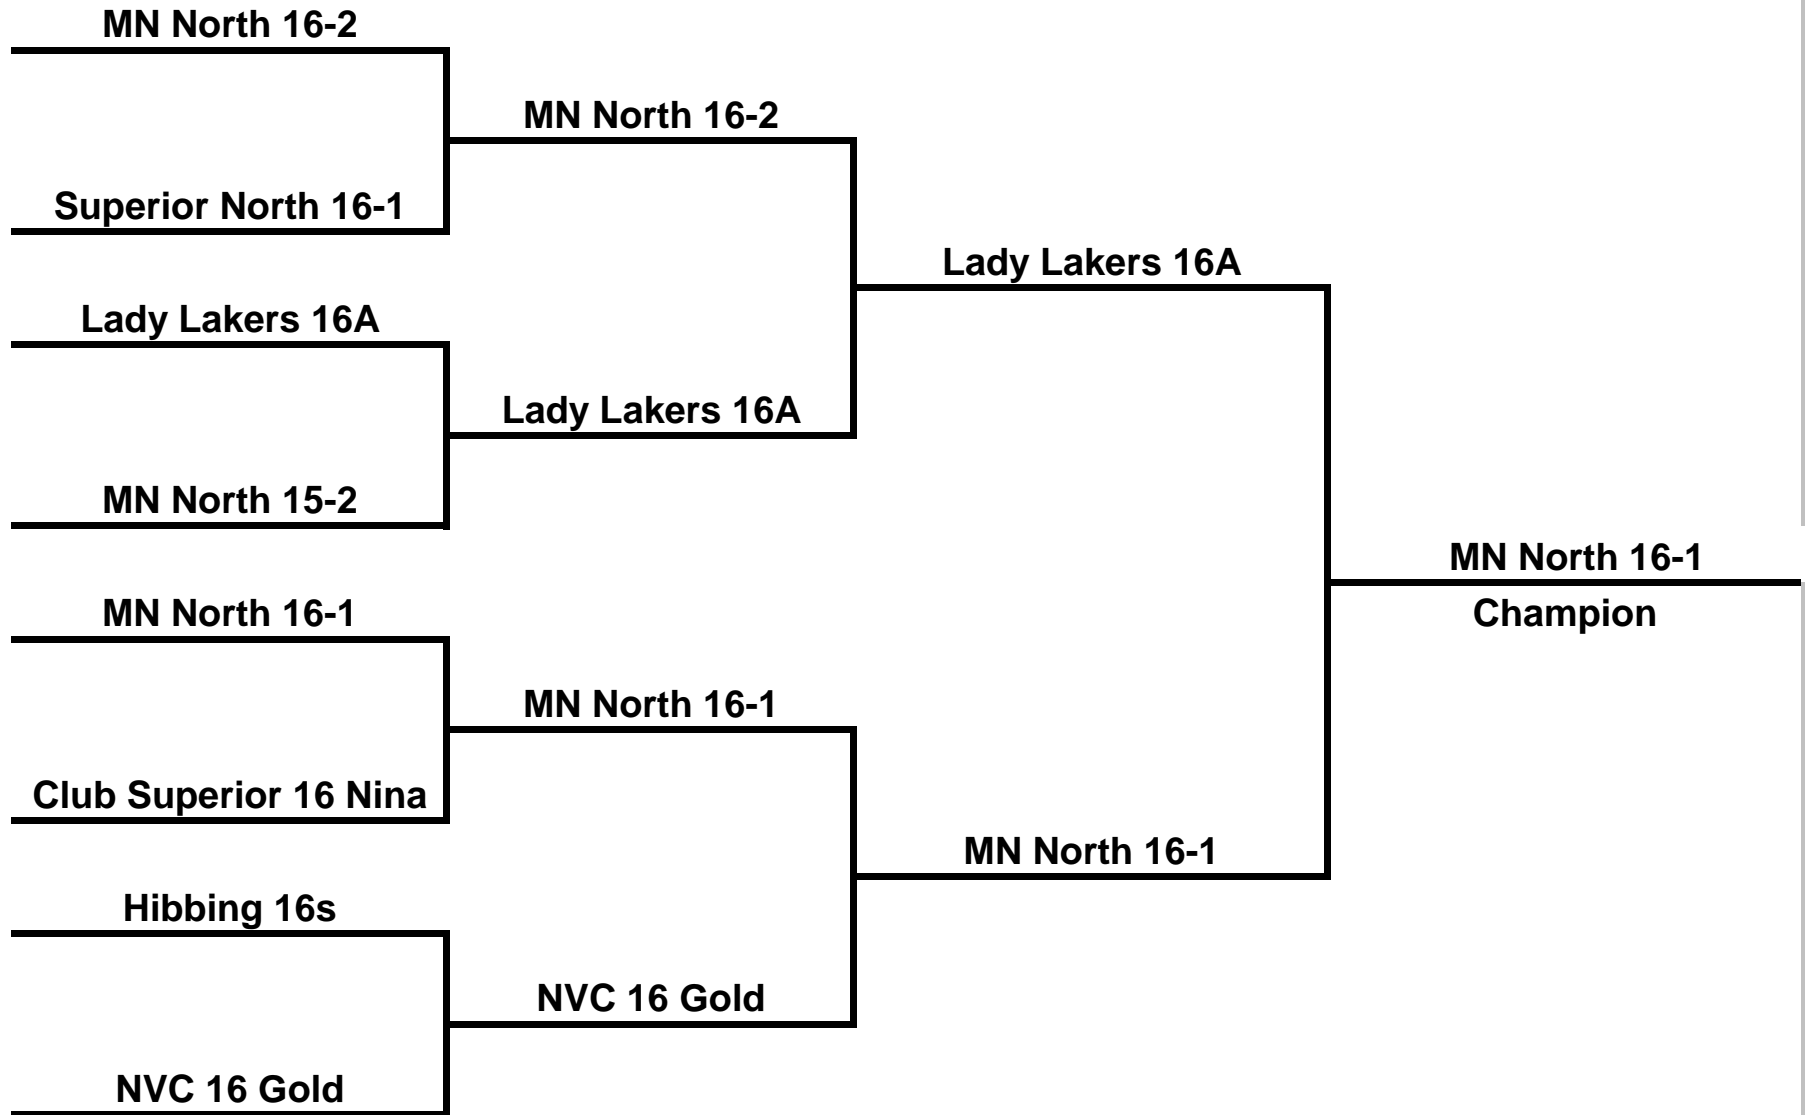 MN North 16-2
MN North 16-2
Superior North 16-1
Lady Lakers 16A
Lady Lakers 16A
Lady Lakers 16A
MN North 15-2
MN North 16-1
Champion
MN North 16-1
MN North 16-1
Club Superior 16 Nina
MN North 16-1
Hibbing 16s
NVC 16 Gold
NVC 16 Gold